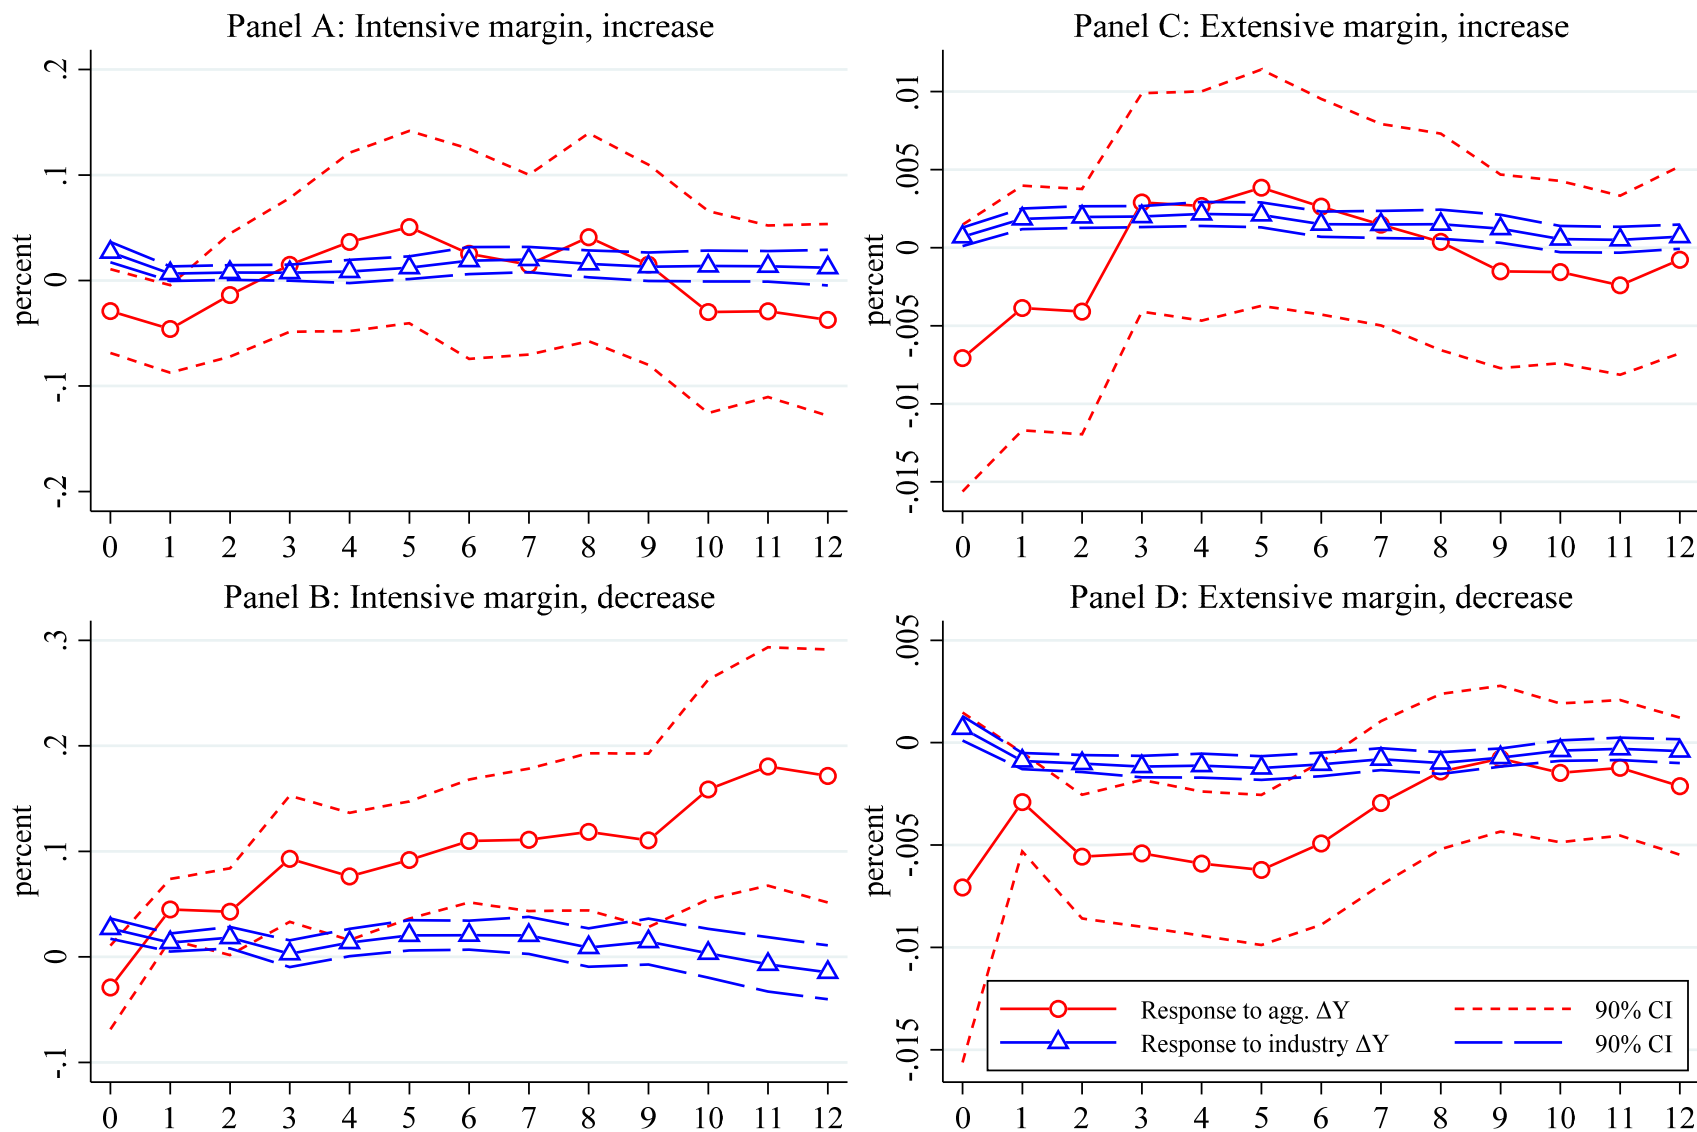 Panel A: Intensive margin, increase
percent
.2
.1
0
-.1
-.2
0 1 2 3 4 5 6 7 8 9 10 11 12
Panel C: Extensive margin, increase
percent
.01
.005
0
-.005
-.01
-.015
0 1 2 3 4 5 6 7 8 9 10 11 12
Panel B: Intensive margin, decrease
percent
.3
.2
.1
0
-.1
0 1 2 3 4 5 6 7 8 9 10 11 12
Panel D: Extensive margin, decrease
percent
.005
0
-.005
-.01
-.015
0 1 2 3 4 5 6 7 8 9 10 11 12
Response to agg. ΔY 90% CI
Response to industry ΔY 90% CI